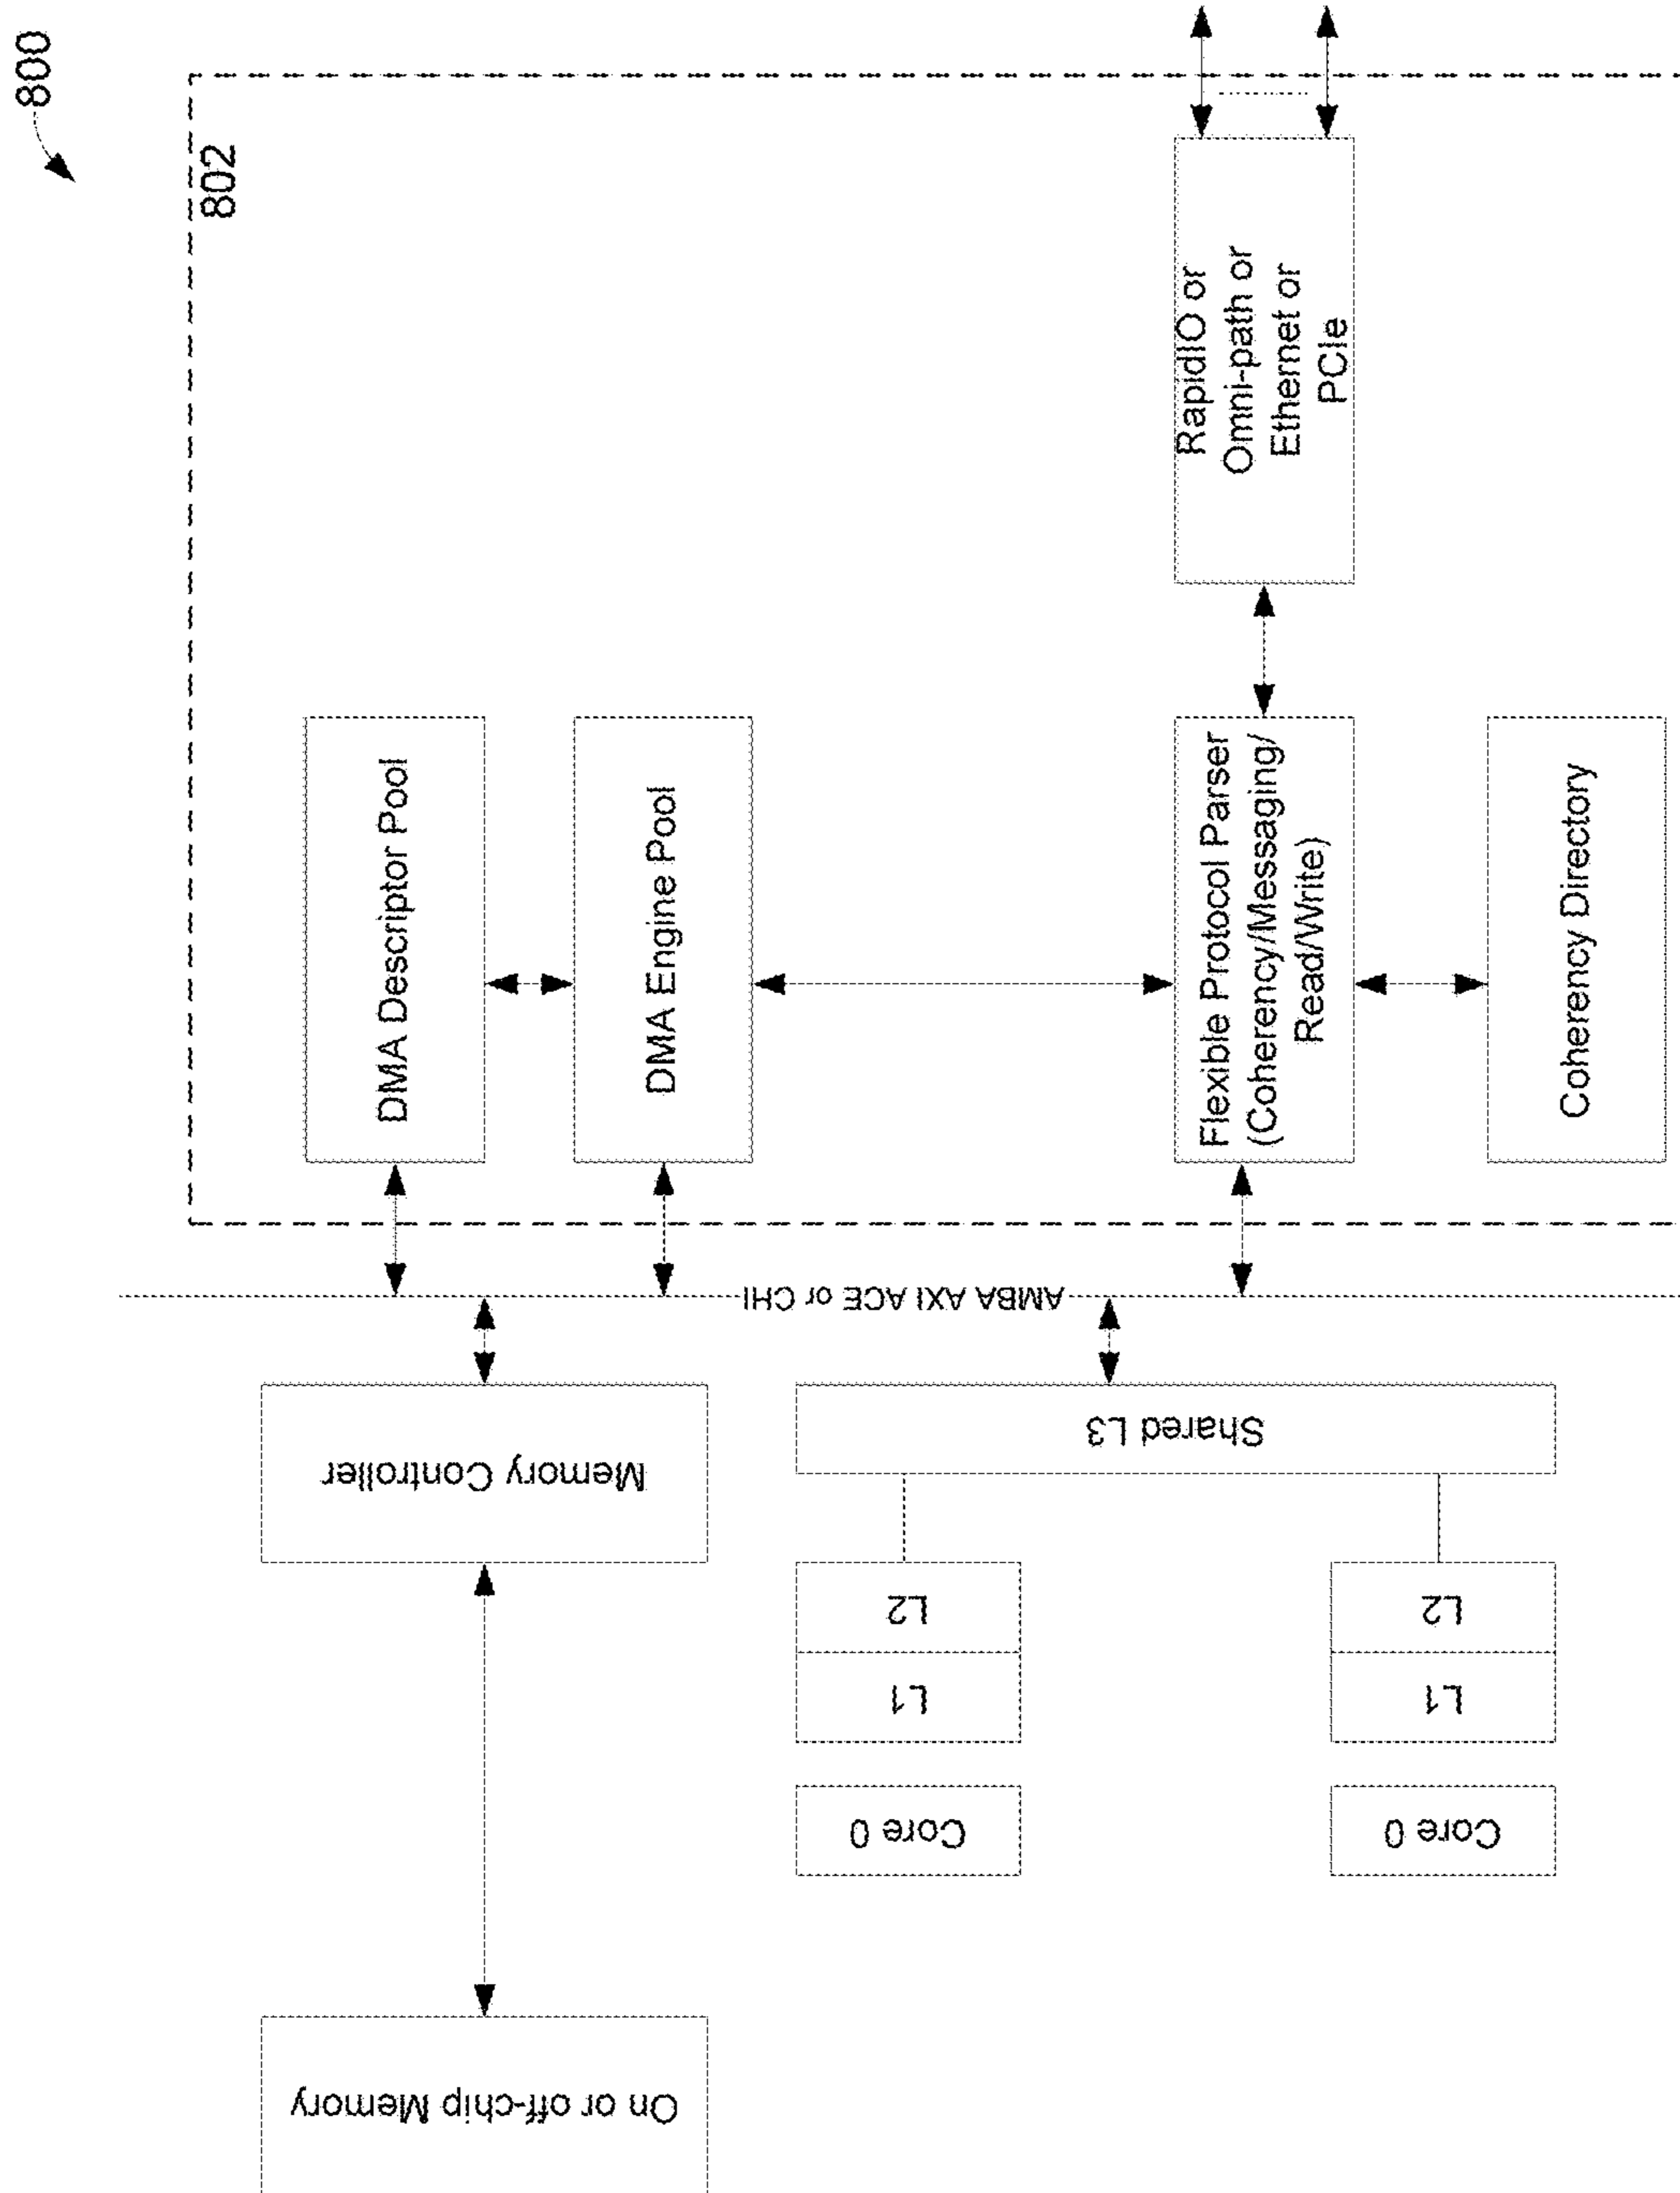 800
802
DMA Descriptor Pool
DMA Engine Pool
RapidIO or
Omni-path or
Ethernet or
PCIe
Flexible Protocol Parser
(Coherency/Messaging/
Read/Write)
Coherency Directory
AMBA AXI ACE or CHI
Memory Controller
Shared L3
L2
L1
Core 0
L2
L1
Core 0
On or off-chip Memory